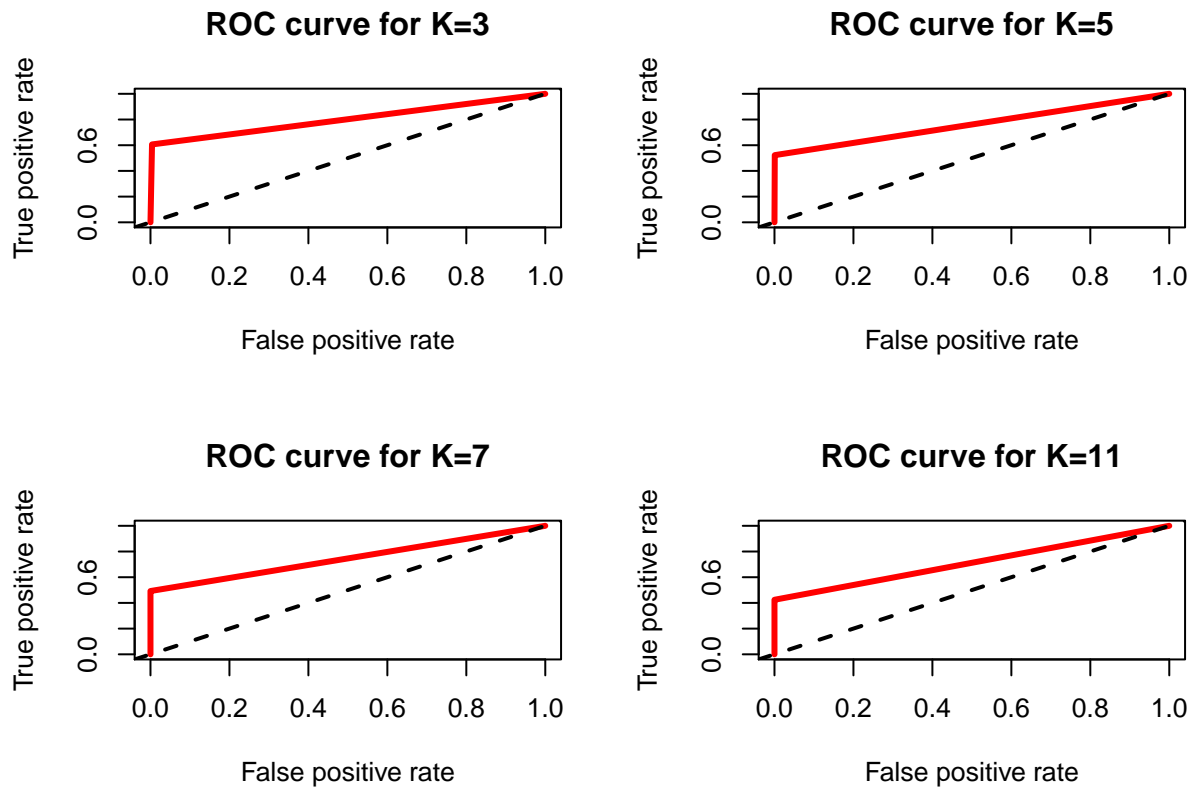 ROC curve for K=3
True positive rate
0.0 0.6
0.0 0.2 0.4 0.6 0.8 1.0
False positive rate
ROC curve for K=5
True positive rate
0.0 0.6
0.0 0.2 0.4 0.6 0.8 1.0
False positive rate
ROC curve for K=7
True positive rate
0.0 0.6
0.0 0.2 0.4 0.6 0.8 1.0
False positive rate
ROC curve for K=11
True positive rate
0.0 0.6
0.0 0.2 0.4 0.6 0.8 1.0
False positive rate